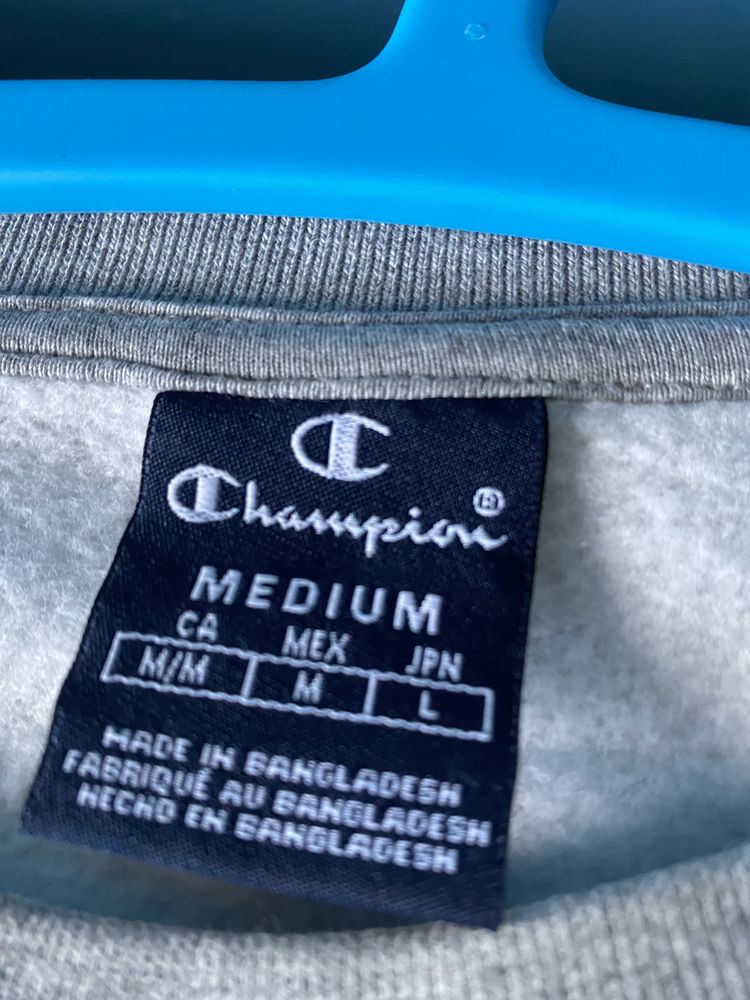 Champion®
MEDIUM
CA MEX JPN
M/M M L
MADE IN BANGLADESH
FABRIQUÉ AU BANGLADESH
HECHO EN BANGLADESH